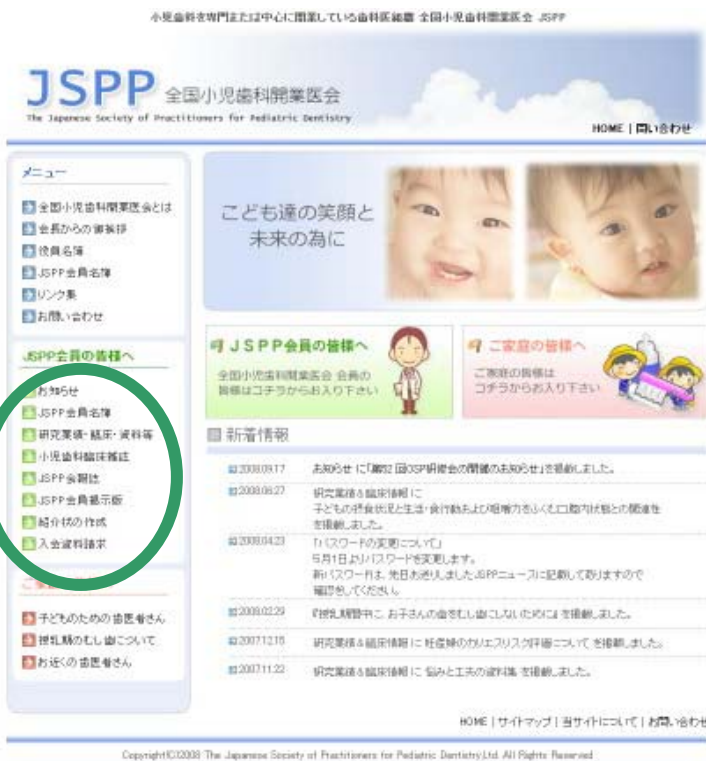 小児歯科を専門または中心に開業している歯科医組織 全国小児歯科開業医会 JSPP
JSPP 全国小児歯科開業医会
The Japanese Society of Practitioners for Pediatric Dentistry
HOME | 問い合わせ
メニュー
全国小児歯科開業医会とは
会長からの御挨拶
役員名簿
JSPP会員名簿
リンク集
お問い合わせ
JSPP会員の皆様へ
お知らせ
JSPP会員名簿
研究業績・臨床・資料等
小児歯科臨床雑誌
JSPP会報誌
JSPP会員掲示版
紹介状の作成
入会資料請求
子どものための歯医者さん
授乳期のむし歯について
お近くの歯医者さん
こども達の笑顔と
未来の為に
JSPP会員の皆様へ
全国小児歯科開業医会 会員の
皆様はコチラからお入り下さい
ご家庭の皆様へ
ご家庭の皆様は
コチラからお入り下さい
新着情報
2008.09.17 お知らせ に「第92回JSPP研修会の開催のお知らせ」を掲載しました。
2008.06.27 研究業績&臨床情報 に
子どもの摂食状況と生活・食行動および咀嚼力をふくむ口腔内状態との関連性
を掲載しました。
2008.04.23 「パスワードの変更について」
5月1日よりパスワードを変更します。
新パスワードは、先日お送りしましたJSPPニュースに記載しておりますので
確認をしてください。
2008.02.29 『授乳期間中に、お子さんの歯をむし歯にしないために』を掲載しました。
2007.12.18 研究業績&臨床情報 に 妊産婦のカリエスリスク評価について を掲載しました。
2007.11.22 研究業績&臨床情報 に 悩みと工夫の資料集 を掲載しました。
HOME | サイトマップ | 当サイトについて | お問い合わせ
Copyright(C)2008 The Japanese Society of Practitioners for Pediatric Dentistry,Ltd. All Rights Reserved